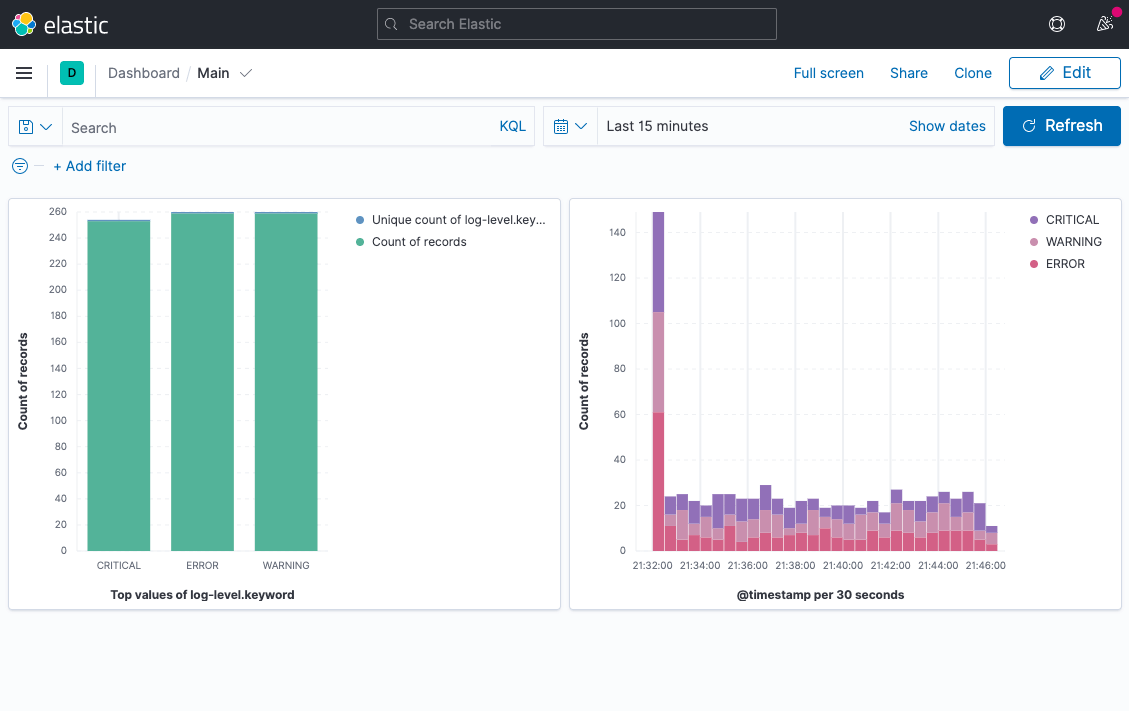 elastic
Search Elastic
D
Dashboard / Main
Full screen
Share
Clone
Edit
Search
KQL
Last 15 minutes
Show dates
Refresh
+ Add filter
Count of records
260
240
220
200
180
160
140
120
100
80
60
40
20
0
CRITICAL
ERROR
WARNING
Top values of log-level.keyword
Unique count of log-level.key...
Count of records
Count of records
140
120
100
80
60
40
20
0
21:32:00
21:34:00
21:36:00
21:38:00
21:40:00
21:42:00
21:44:00
21:46:00
@timestamp per 30 seconds
CRITICAL
WARNING
ERROR